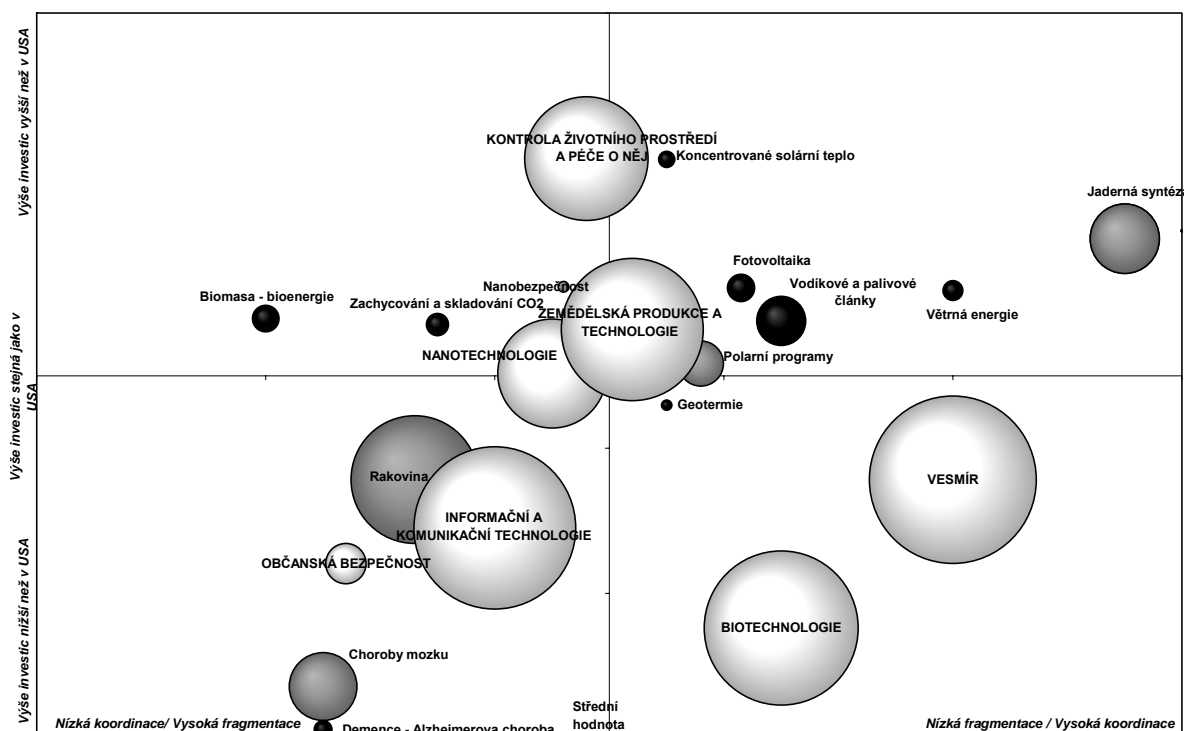 Výše investic vyšší než v USA
KONTROLA ŽIVOTNÍHO PROSTŘEDÍ
A PÉČE O NĚJ
Koncentrované solární teplo
Jaderná syntéza
Fotovoltaika
Nanobezpečnost
Vodíkové a palivové
články
Biomasa - bioenergie
Zachycování a skladování CO2
ZEMĚDĚLSKÁ PRODUKCE A
TECHNOLOGIE
Větrná energie
NANOTECHNOLOGIE
Polární programy
Výše investic stejná jako v
USA
Geotermie
Rakovina
VESMÍR
INFORMAČNÍ A
KOMUNIKAČNÍ TECHNOLOGIE
OBČANSKÁ BEZPEČNOST
Výše investic nižší než v USA
BIOTECHNOLOGIE
Choroby mozku
Střední
hodnota
Nízká koordinace/ Vysoká fragmentace
Nízká fragmentace / Vysoká koordinace
Demence - Alzheimerova choroba